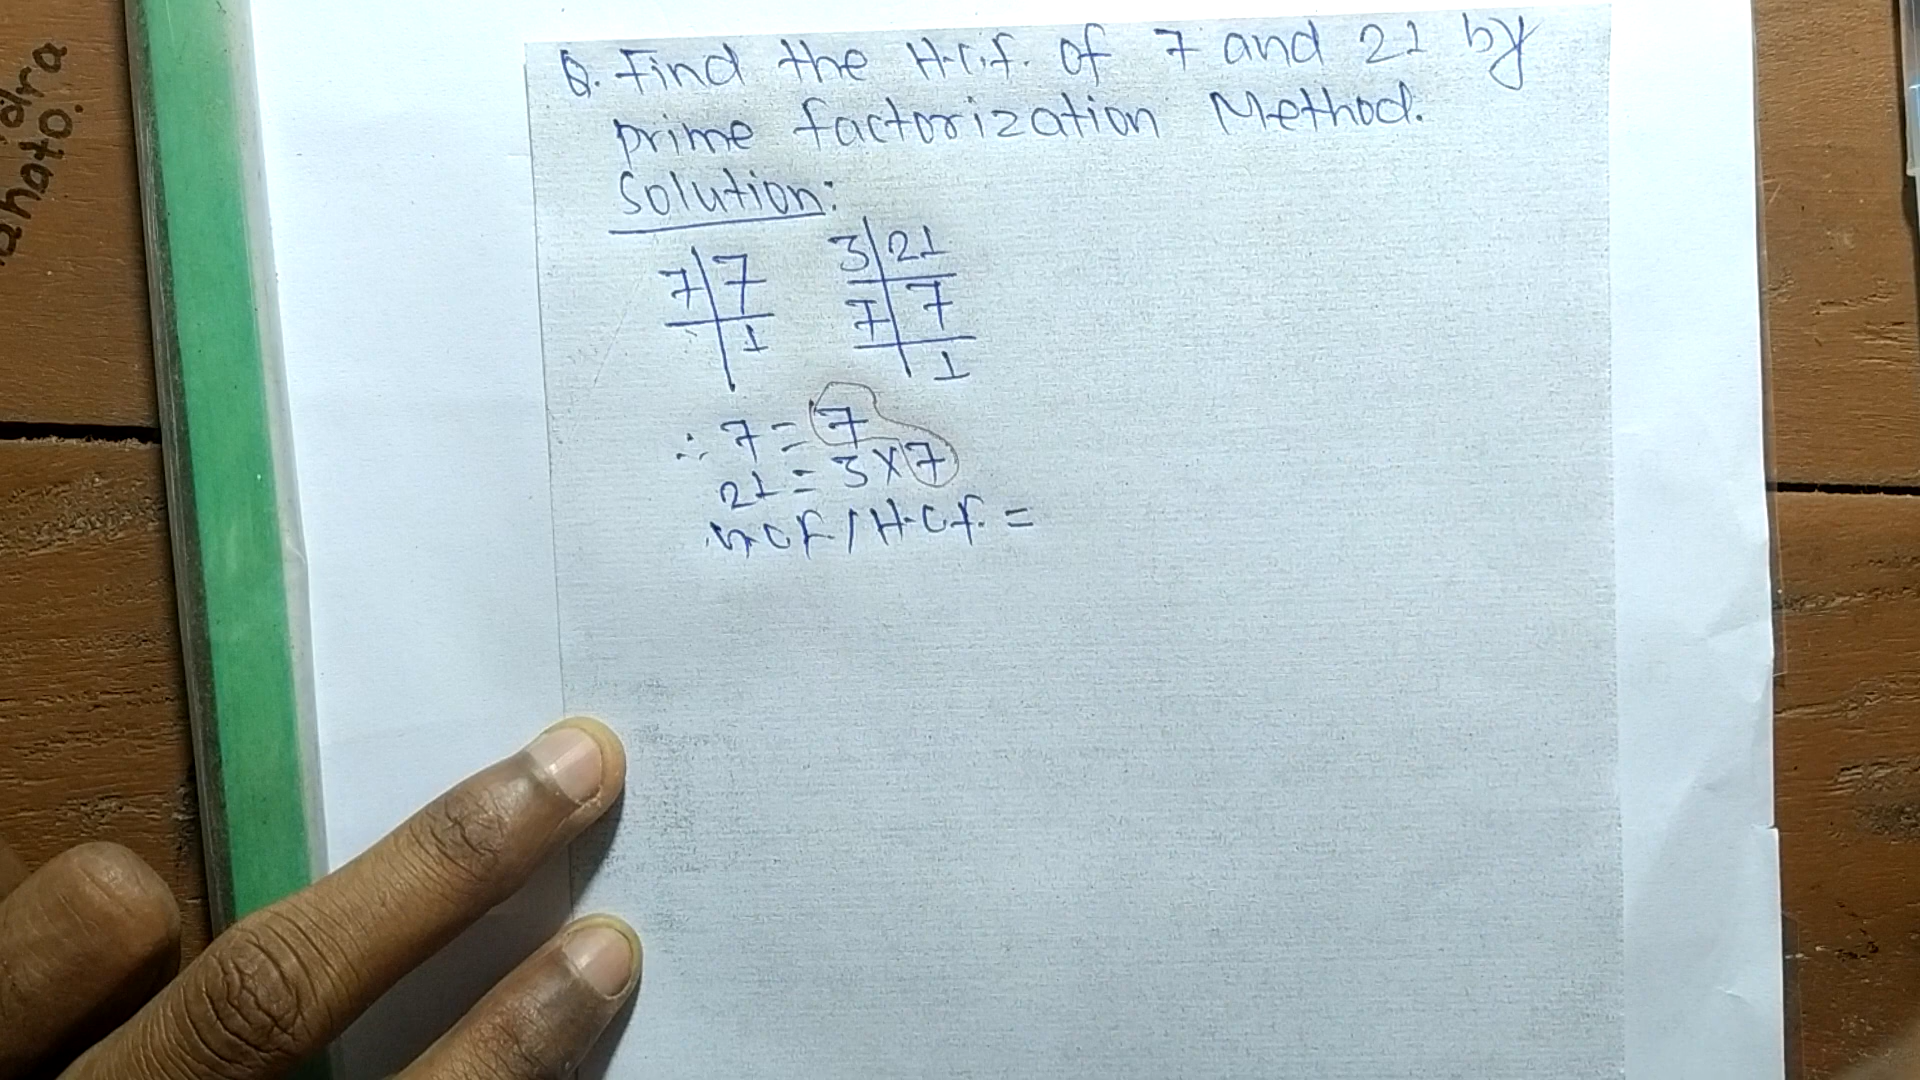 Q. Find the H.C.F. of 7 and 21 by
prime factorization Method.
Solution:
7 7 3 21
1 7 7
1
∴ 7 = 7
21 = 3 × 7
/ H.C.F. =
ahato.